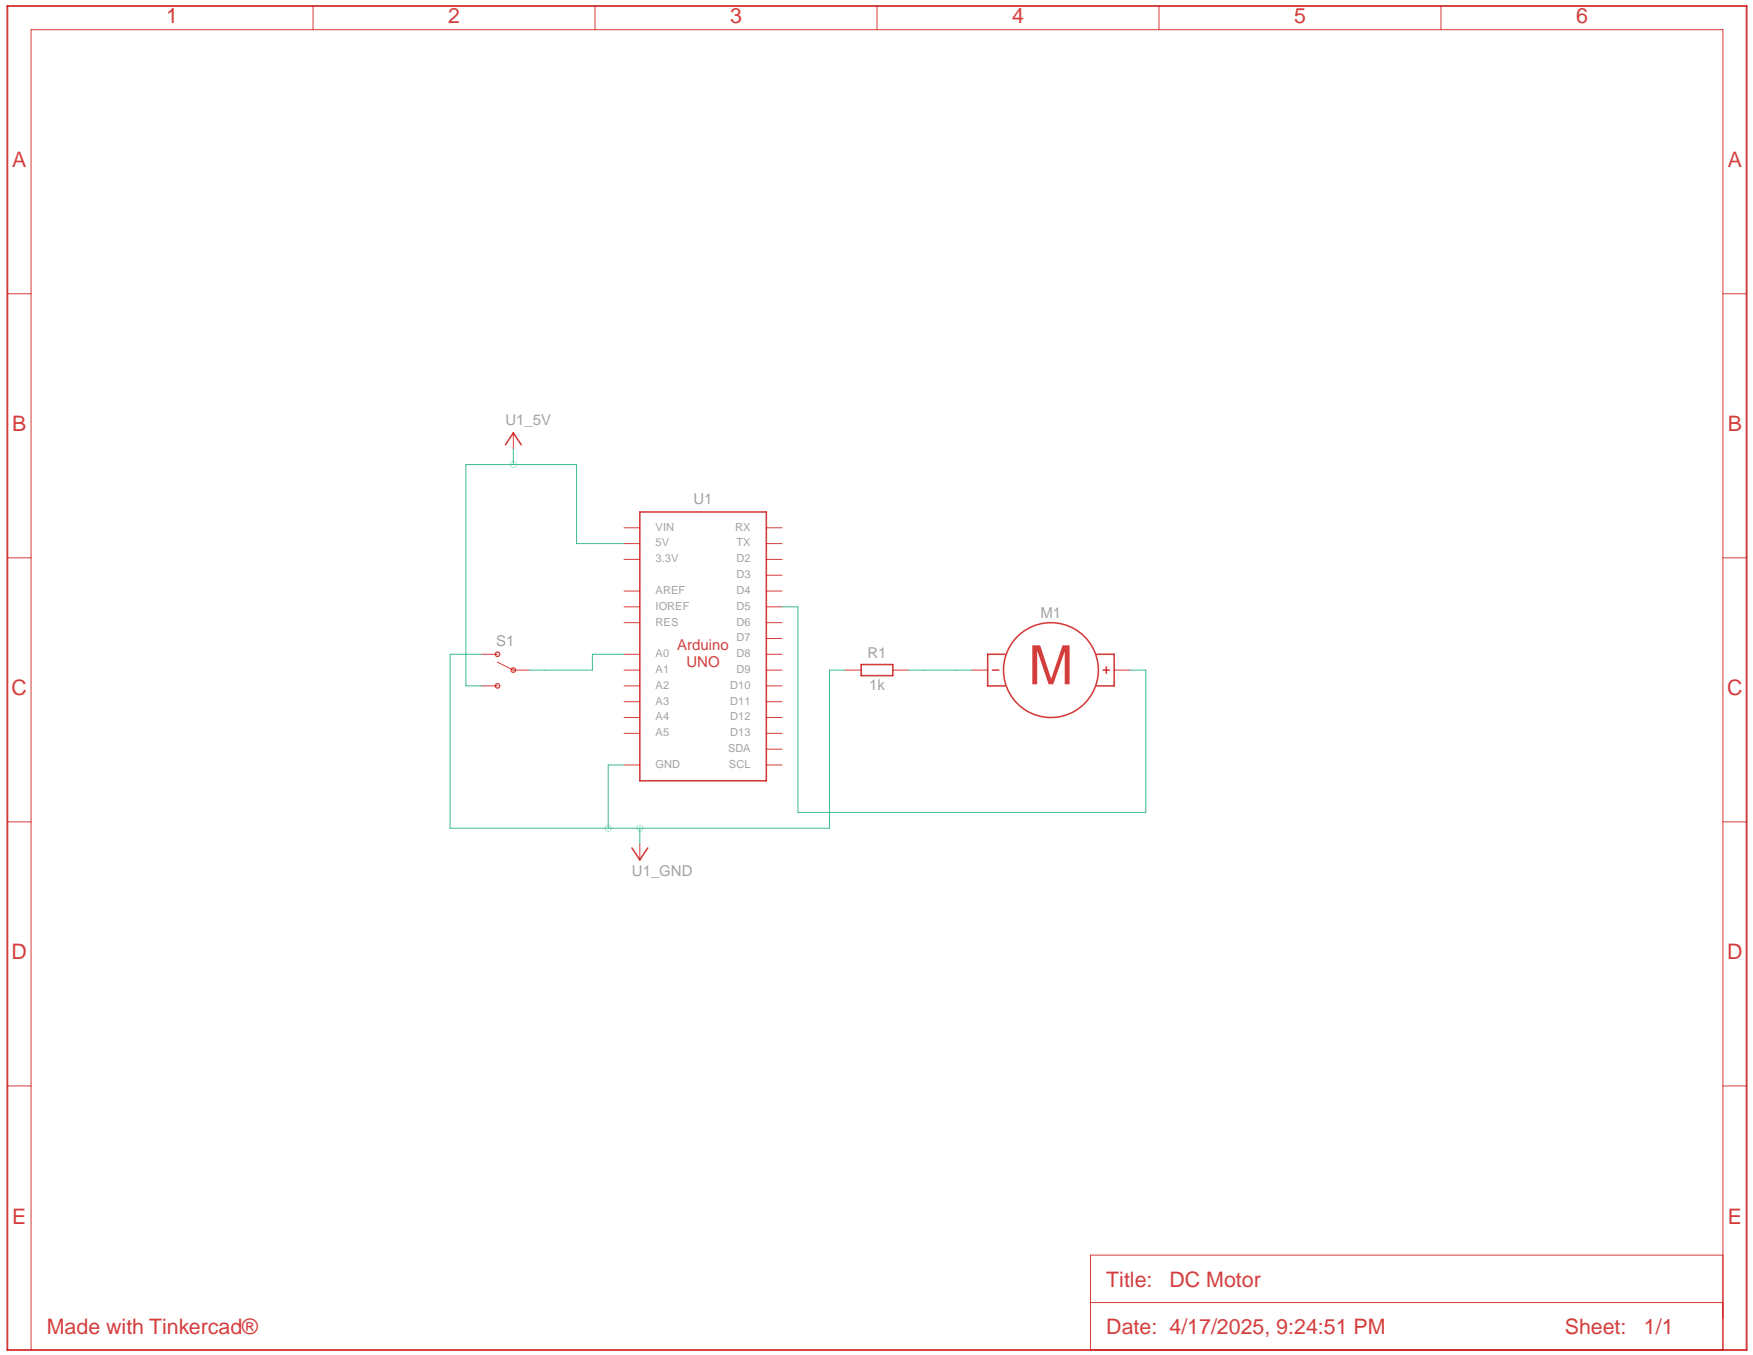 1 2 3 4 5 6
A A
B B
U1_5V
U1
VIN RX
5V TX
3.3V D2
D3
AREF D4
IOREF D5
RES D6
D7
Arduino
UNO
S1
A0 D8
A1 D9
A2 D10
A3 D11
A4 D12
A5 D13
SDA
GND SCL
R1
1k
M1
M
- +
C C
U1_GND
D D
E E
Title: DC Motor
Made with Tinkercad®
Date: 4/17/2025, 9:24:51 PM Sheet: 1/1